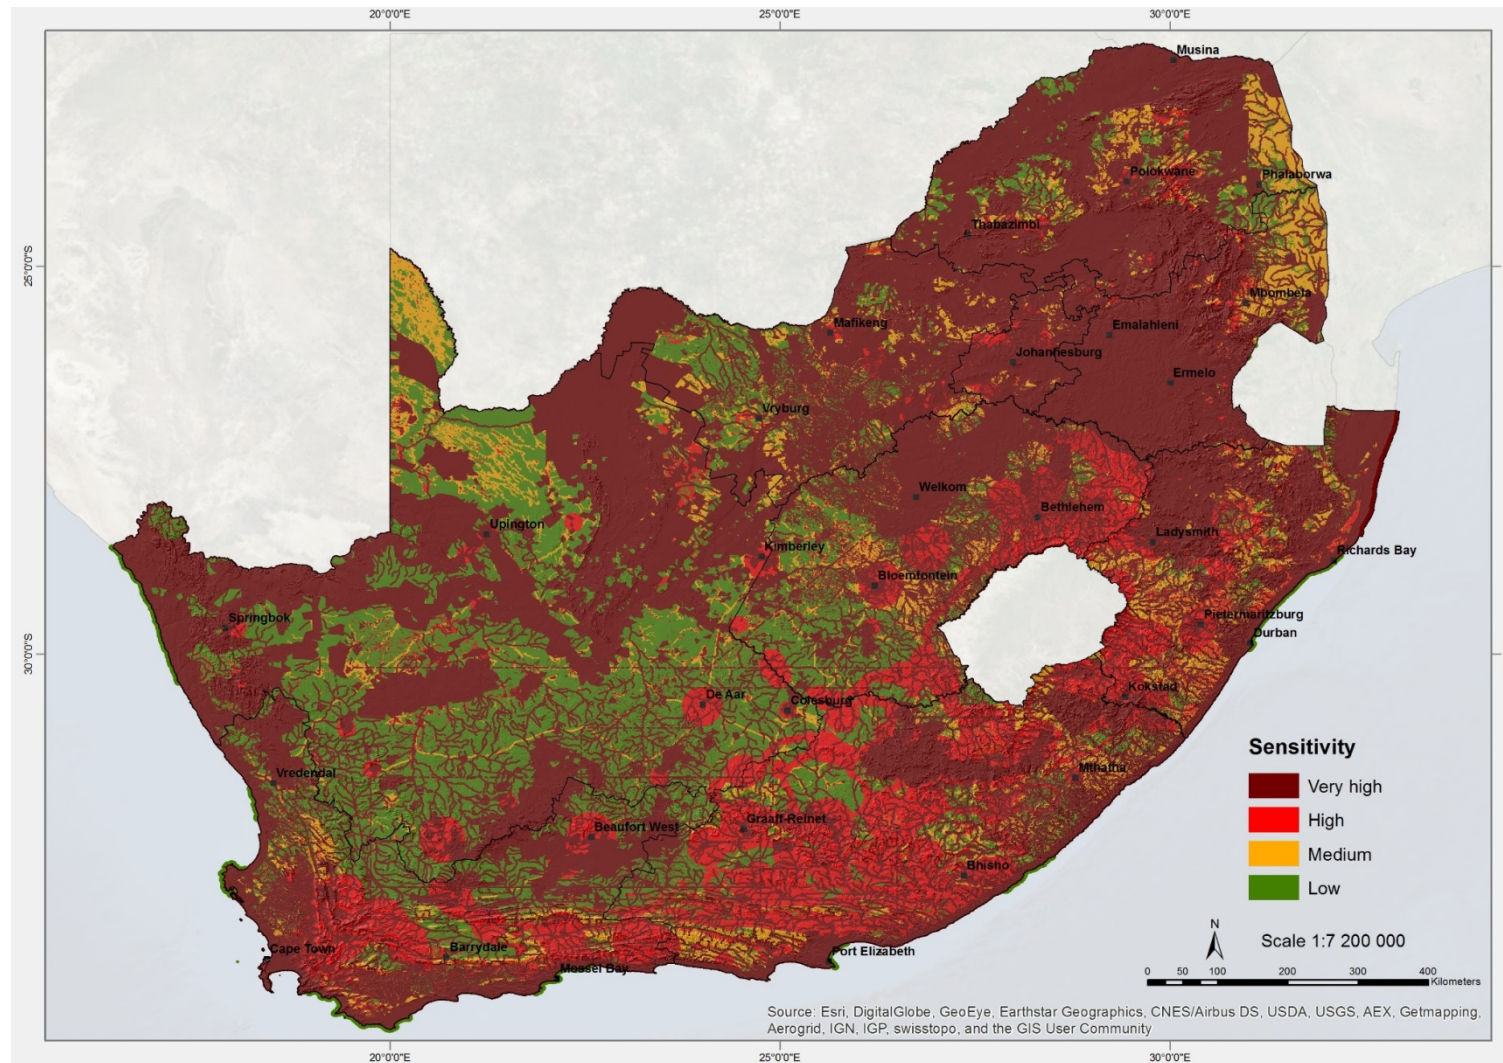 20°0'0"E 25°0'0"E 30°0'0"E
Musina
Polokwane
Phalaborwa
Thabazimbi
25°0'0"S
Mbombela
Mafikeng
Emalahleni
Johannesburg
Ermelo
Vryburg
Welkom
Bethlehem
Upington
Ladysmith
Kimberley
Richards Bay
Bloemfontein
Springbok
Pietermaritzburg
Durban
30°0'0"S
Kokstad
De Aar
Colesburg
Sensitivity
Vredendal
Mthatha
Very high
High
Beaufort West
Graaff-Reinet
Medium
Bhisho
Low
N
Scale 1:7 200 000
Cape Town
Barrydale
Port Elizabeth
Mossel Bay
0 50 100 200 300 400
Kilometers
Source: Esri, DigitalGlobe, GeoEye, Earthstar Geographics, CNES/Airbus DS, USDA, USGS, AEX, Getmapping,
Aerogrid, IGN, IGP, swisstopo, and the GIS User Community
20°0'0"E 25°0'0"E 30°0'0"E